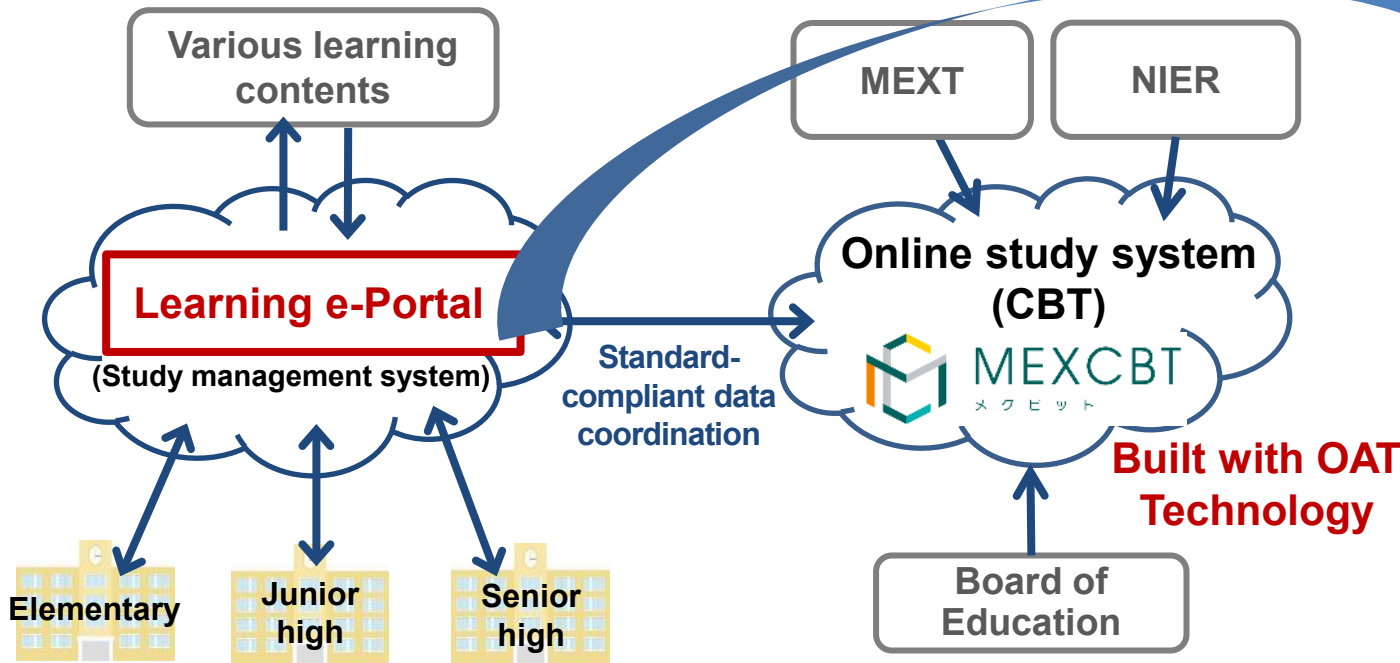 Various learning
contents
MEXT
NIER
Learning e-Portal
(Study management system)
Standard-
compliant data
coordination
Online study system
(CBT)
MEXCBT
メクビット
Built with OAT
Technology
Elementary
Junior
high
Senior
high
Board of
Education